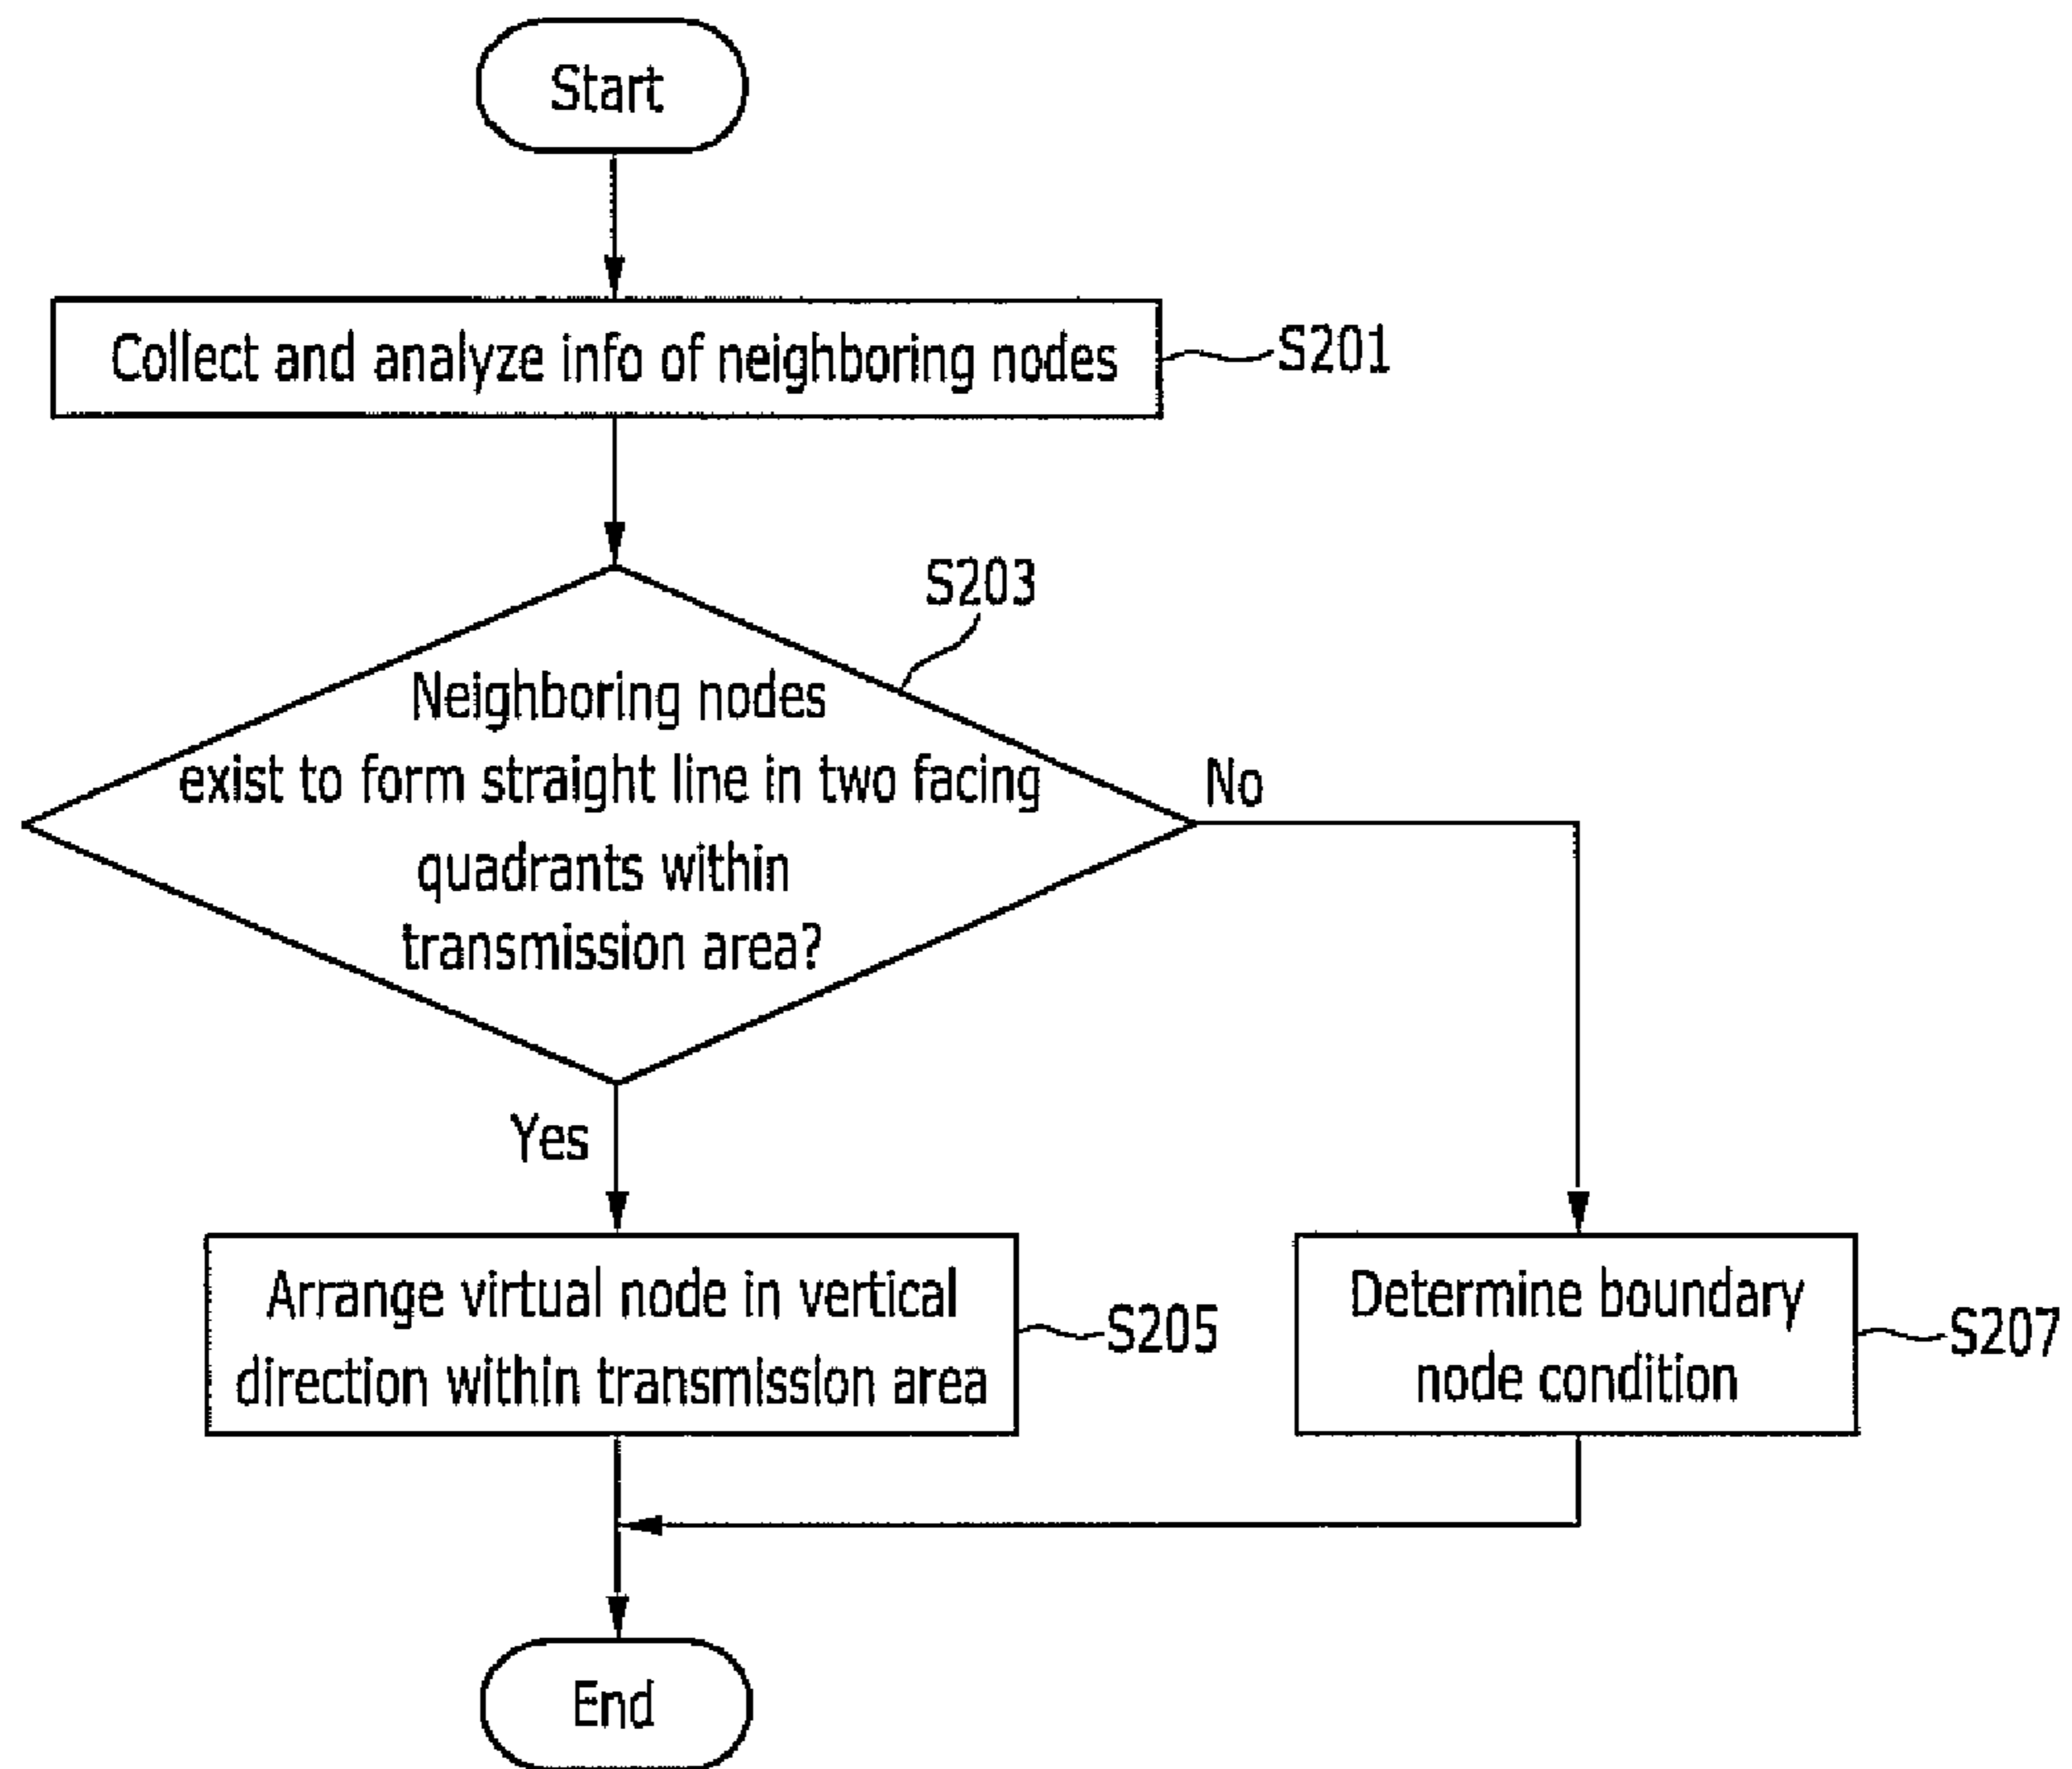 Start
Collect and analyze info of neighboring nodes
S201
S203
Neighboring nodes
exist to form straight line in two facing
quadrants within
transmission area?
No
Yes
Arrange virtual node in vertical
direction within transmission area
S205
Determine boundary
node condition
S207
End